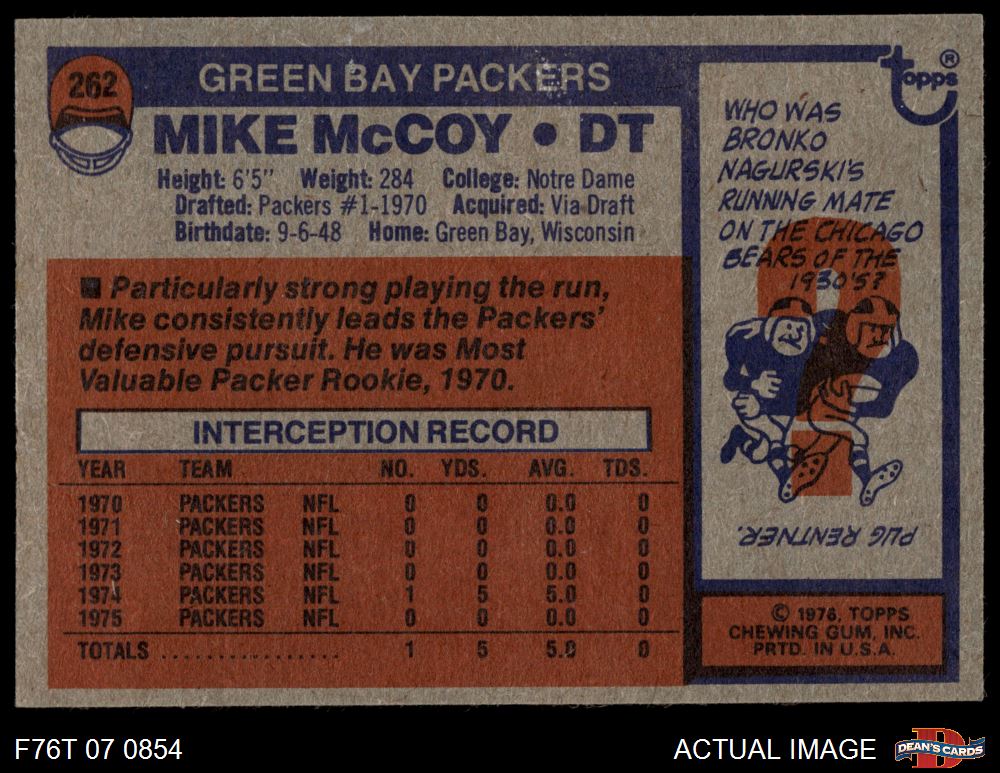 262
GREEN BAY PACKERS
MIKE McCOY • DT
Height: 6'5" Weight: 284 College: Notre Dame
Drafted: Packers #1-1970 Acquired: Via Draft
Birthdate: 9-6-48 Home: Green Bay, Wisconsin
■ Particularly strong playing the run,
Mike consistently leads the Packers'
defensive pursuit. He was Most
Valuable Packer Rookie, 1970.
INTERCEPTION RECORD
YEAR TEAM NO. YDS. AVG. TDS.
1970 PACKERS NFL 0 0 0.0 0
1971 PACKERS NFL 0 0 0.0 0
1972 PACKERS NFL 0 0 0.0 0
1973 PACKERS NFL 0 0 0.0 0
1974 PACKERS NFL 1 5 5.0 0
1975 PACKERS NFL 0 0 0.0 0
TOTALS ................. 1 5 5.0 0
Topps®
WHO WAS
BRONKO
NAGURSKI'S
RUNNING MATE
ON THE CHICAGO
BEARS OF THE
1930'S?
PUG RENTNER.
© 1976, TOPPS
CHEWING GUM, INC.
PRTD. IN U.S.A.
F76T 07 0854
ACTUAL IMAGE
D
DEAN'S CARDS